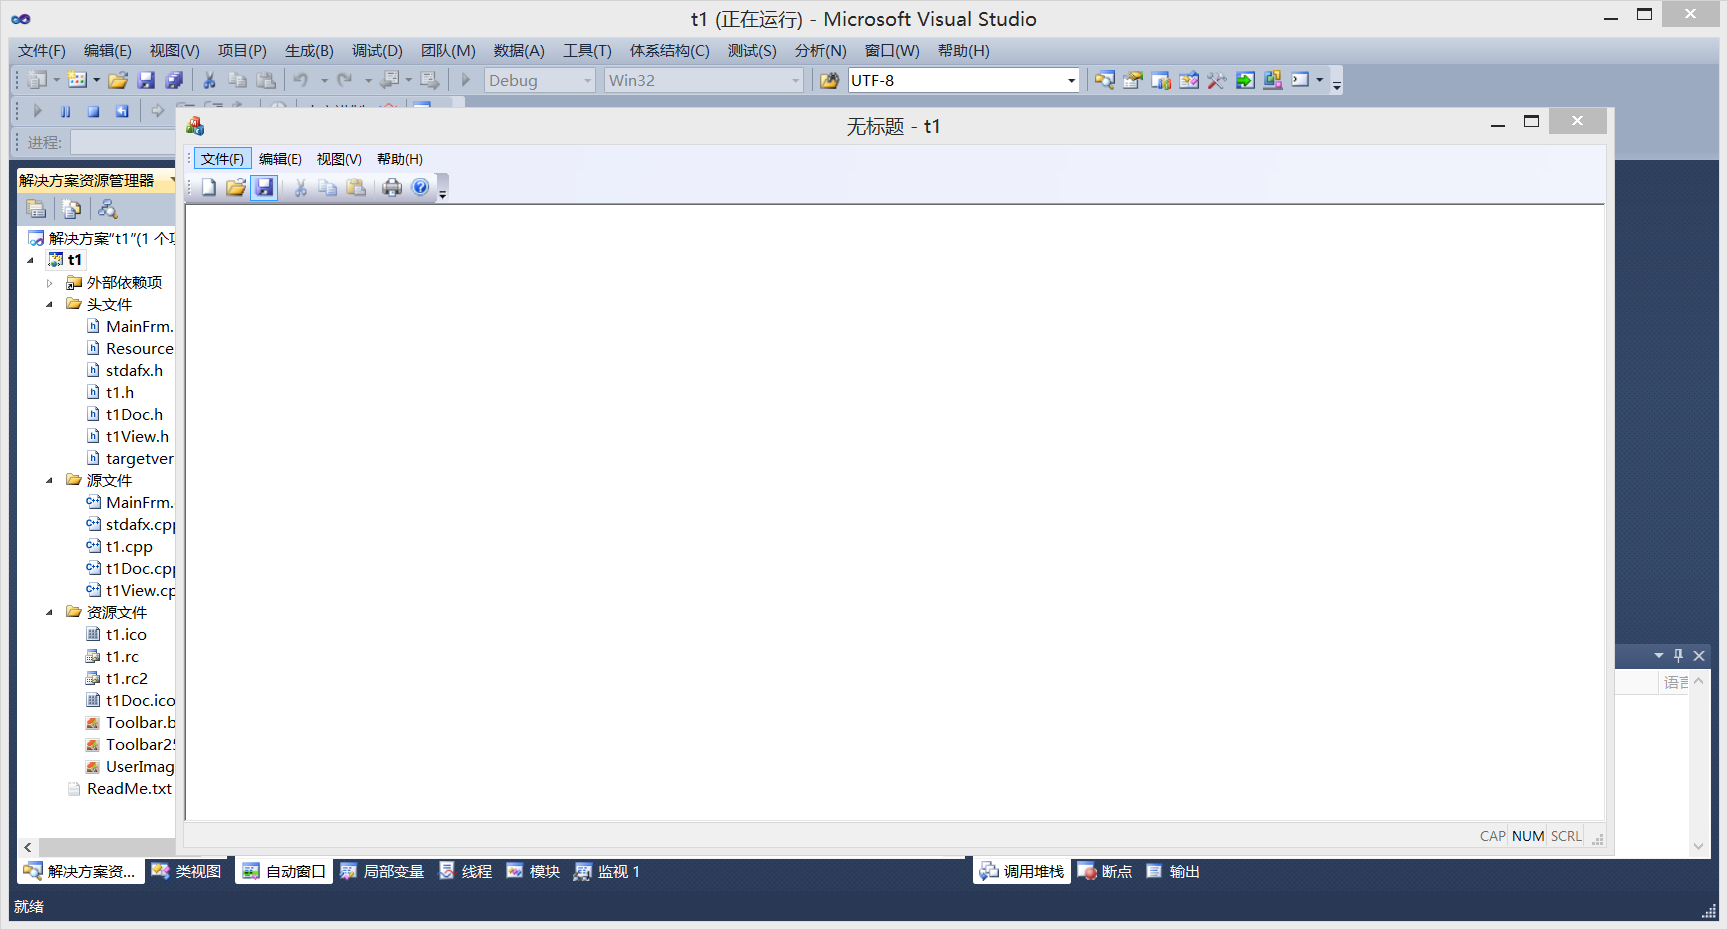 t1 (正在运行) - Microsoft Visual Studio
文件(F) 编辑(E) 视图(V) 项目(P) 生成(B) 调试(D) 团队(M) 数据(A) 工具(T) 体系结构(C) 测试(S) 分析(N) 窗口(W) 帮助(H)
Debug Win32 UTF-8
进程:
无标题 - t1
文件(F) 编辑(E) 视图(V) 帮助(H)
解决方案资源管理器
解决方案"t1"(1 个项
t1
外部依赖项
头文件
MainFrm.
Resource
stdafx.h
t1.h
t1Doc.h
t1View.h
targetver
源文件
MainFrm.
stdafx.cpp
t1.cpp
t1Doc.cpp
t1View.cp
资源文件
t1.ico
t1.rc
t1.rc2
t1Doc.ico
Toolbar.b
Toolbar25
UserImag
ReadMe.txt
语言
CAP NUM SCRL
解决方案资... 类视图 自动窗口 局部变量 线程 模块 监视 1 调用堆栈 断点 输出
就绪